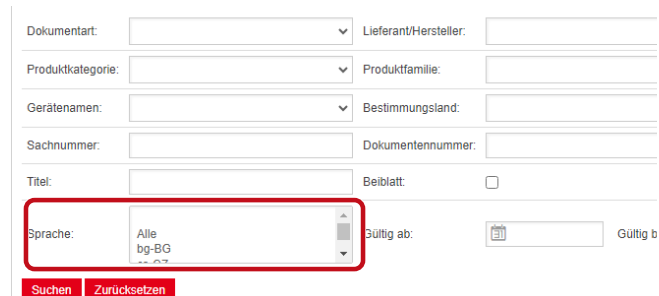 Dokumentart: Lieferant/Hersteller:
Produktkategorie: Produktfamilie:
Gerätenamen: Bestimmungsland:
Sachnummer: Dokumentennummer:
Titel: Beiblatt:
Sprache: Alle Gültig ab: Gültig b
bg-BG
Suchen Zurücksetzen